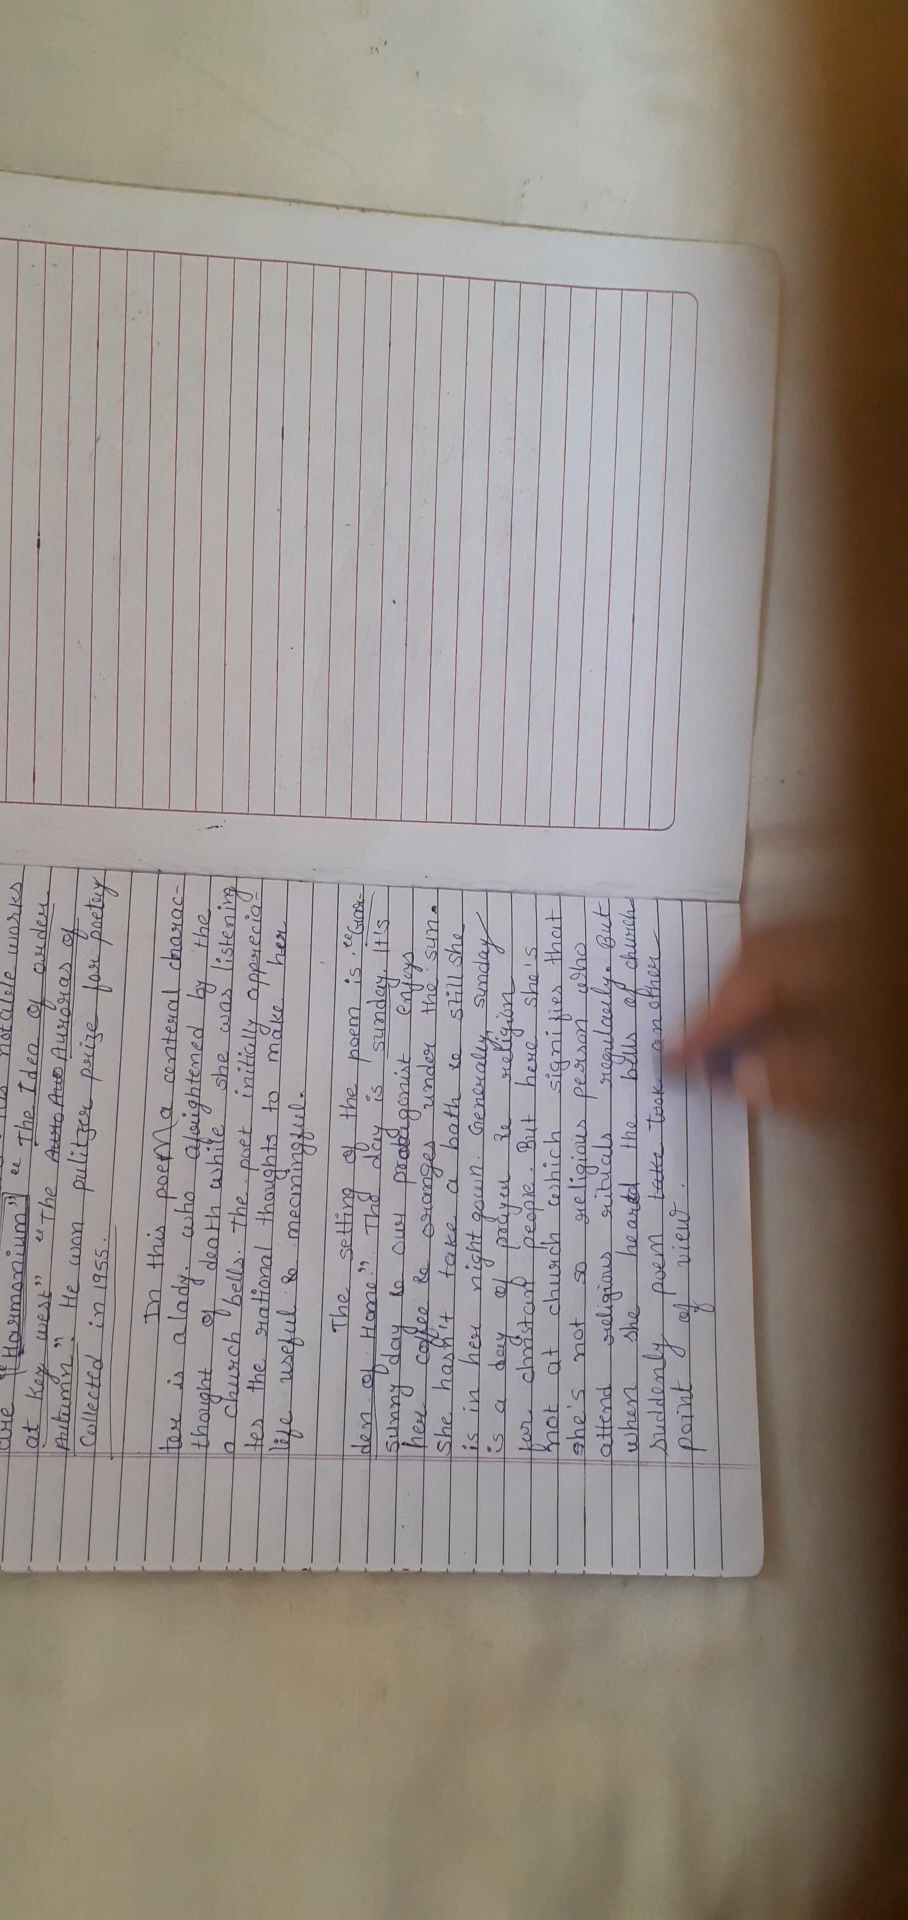 notable works
are "Harmonium" "The Idea of order
at Key west" "The Auroras of
Autumn" He won pulitzer prize for poetry
Collected in 1955.
In this poem a centeral charac-
ter is a lady. who afrightened by the
thought of death while she was listening
a church bells. The poet initially apprecia-
tes the rational thoughts to make her
life useful & meaningful.
The setting of the poem is "Gar-
den of Home." The day is sunday. It's
sunny day & our protagonist enjoys
her coffee & oranges under the sun.
She hasn't take a bath & still she
is in her nightgown. Generally sunday
is a day of prayer & religion
for christan people. But here she's
not at church which signifies that
she's not so religious person who
attend religious rituals regularly. But
when she heard the bells of church
suddenly poem take took another
point of view.